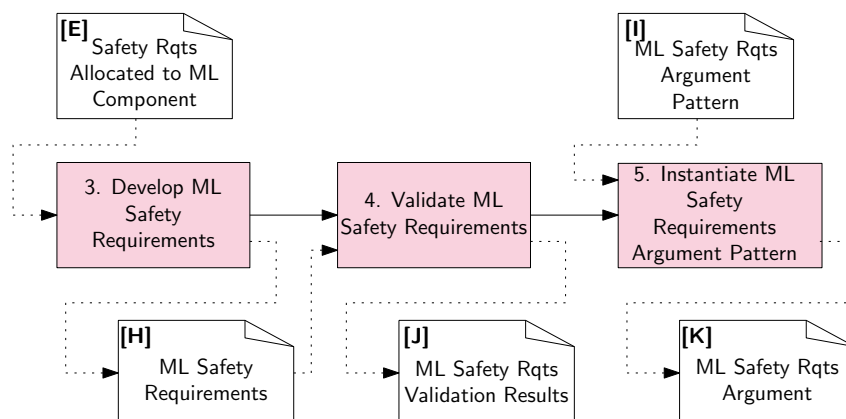 [E]
Safety Rqts
Allocated to ML
Component
[I]
ML Safety Rqts
Argument
Pattern
3. Develop ML
Safety
Requirements
4. Validate ML
Safety Requirements
5. Instantiate ML
Safety
Requirements
Argument Pattern
[H]
ML Safety
Requirements
[J]
ML Safety Rqts
Validation Results
[K]
ML Safety Rqts
Argument